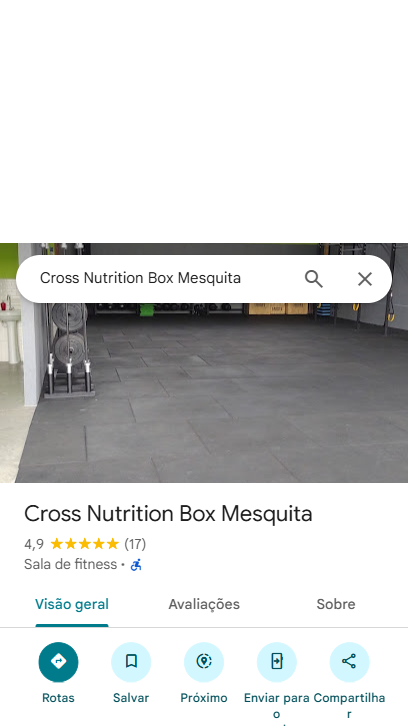 Cross Nutrition Box Mesquita
Cross Nutrition Box Mesquita
4,9 ★★★★★ (17)
Sala de fitness ·
Visão geral Avaliações Sobre
Rotas Salvar Próximo Enviar para o Compartilhar